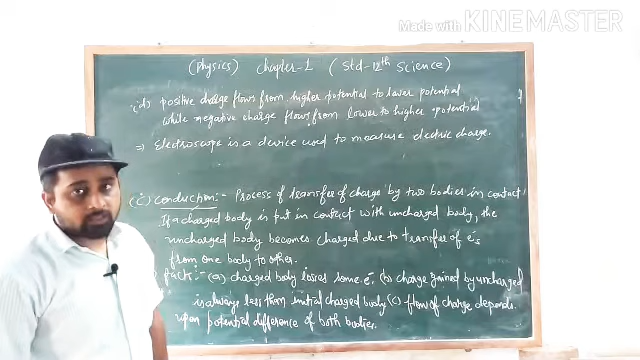 Made with KINEMASTER
(Physics) Chapter-1 (Std-12th Science)
(d) positive charge flows from higher potential to lower potential
while negative charge flows from lower to higher potential
⇒ Electroscope is a device used to measure electric charge.
(i) conduction:- Process of transfer of charge by two bodies in contact
If a charged body is put in contact with uncharged body, the
uncharged body becomes charged due to transfer of e-s
from one body to other.
facts:- (a) charged body losses some e-. (b) charge gained by uncharged
is always less than initial charged body (c) flow of charge depends
upon potential difference of both bodies.